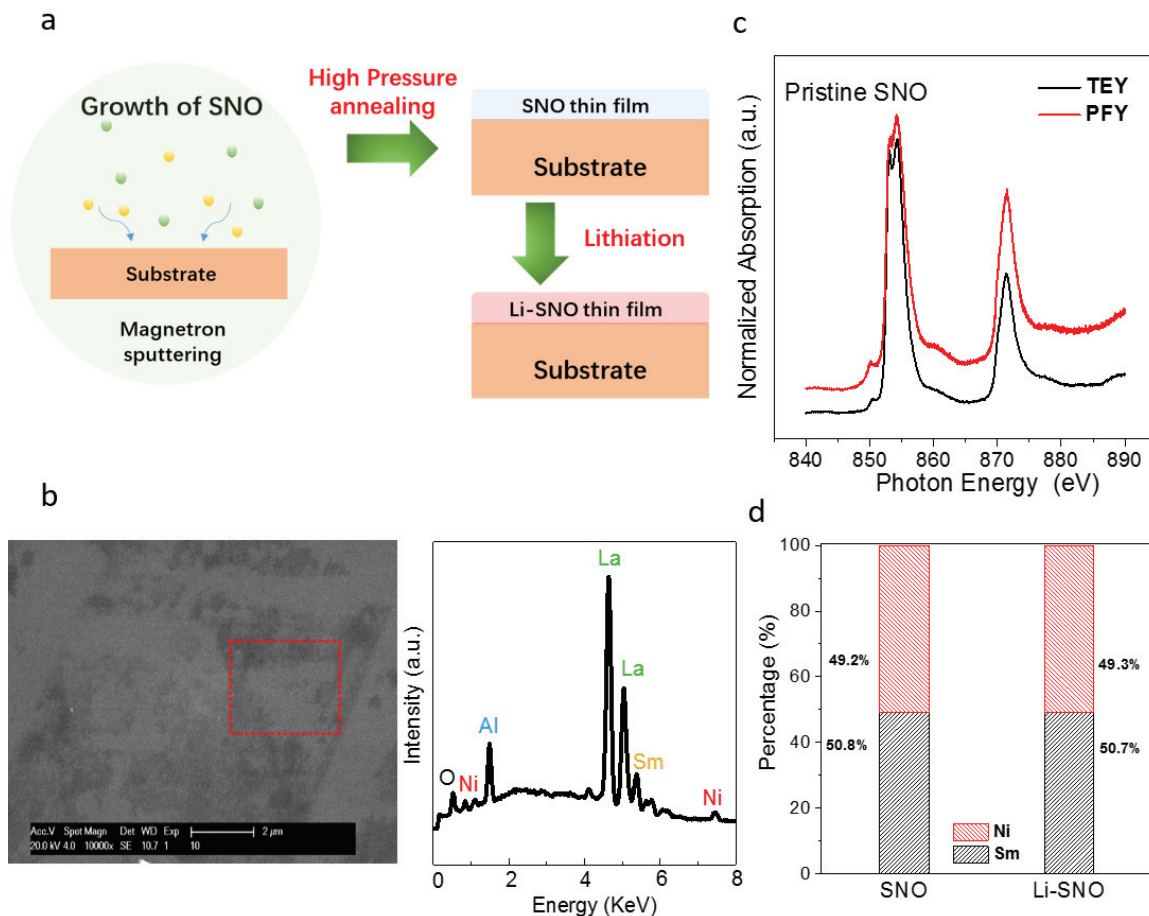 a
Growth of SNO
Substrate
Magnetron
sputtering
High Pressure
annealing
SNO thin film
Substrate
Lithiation
Li-SNO thin film
Substrate
c
Pristine SNO
TEY
PFY
Normalized Absorption (a.u.)
840 850 860 870 880 890
Photon Energy (eV)
b
Acc.V Spot Magn Det WD Exp
20.0 kV 4.0 10000x SE 10.7 1 10
2 μm
Intensity (a.u.)
O
Ni
Al
La
La
Sm
Ni
0 2 4 6 8
Energy (KeV)
d
Percentage (%)
100
80
60
40
20
0
49.2%
50.8%
49.3%
50.7%
Ni
Sm
SNO Li-SNO